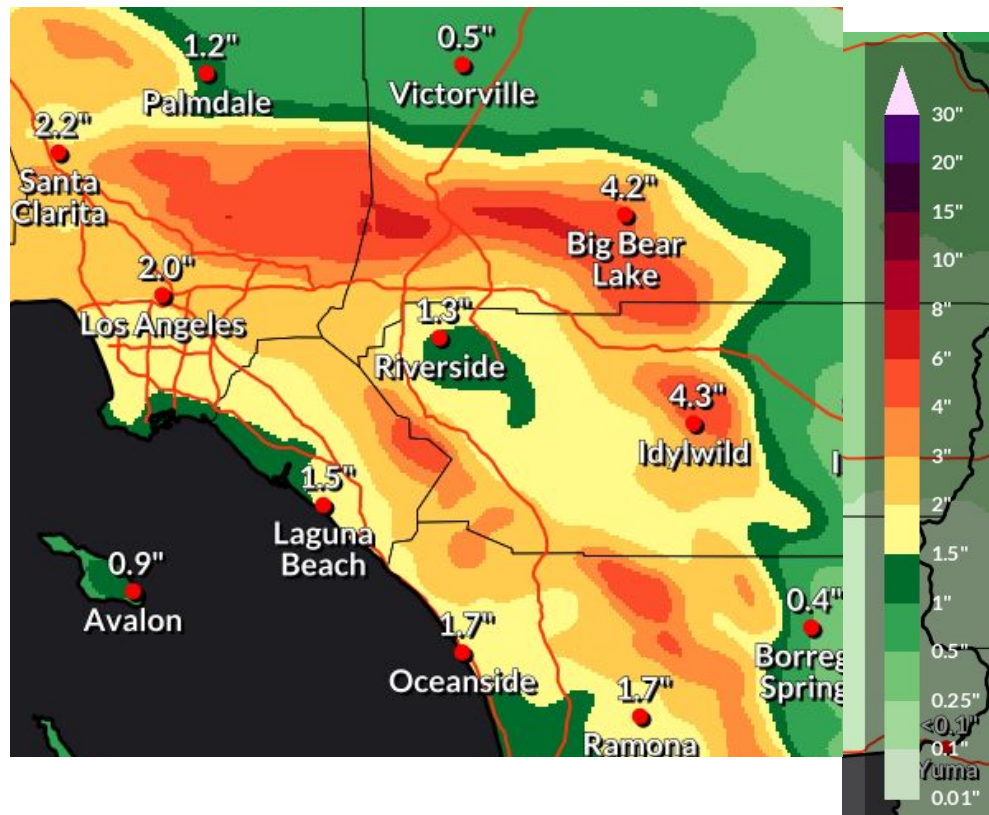 1.2"
Palmdale
0.5"
Victorville
2.2"
Santa
Clarita
4.2"
Big Bear
Lake
2.0"
Los Angeles
1.3"
Riverside
4.3"
Idylwild
1.5"
Laguna
Beach
0.9"
Avalon
1.7"
Oceanside
0.4"
Borreg
Spring
1.7"
Ramona
30"
20"
15"
10"
8"
6"
4"
3"
2"
1.5"
1"
0.5"
0.25"
<0.1"
0.1"
Yuma
0.01"